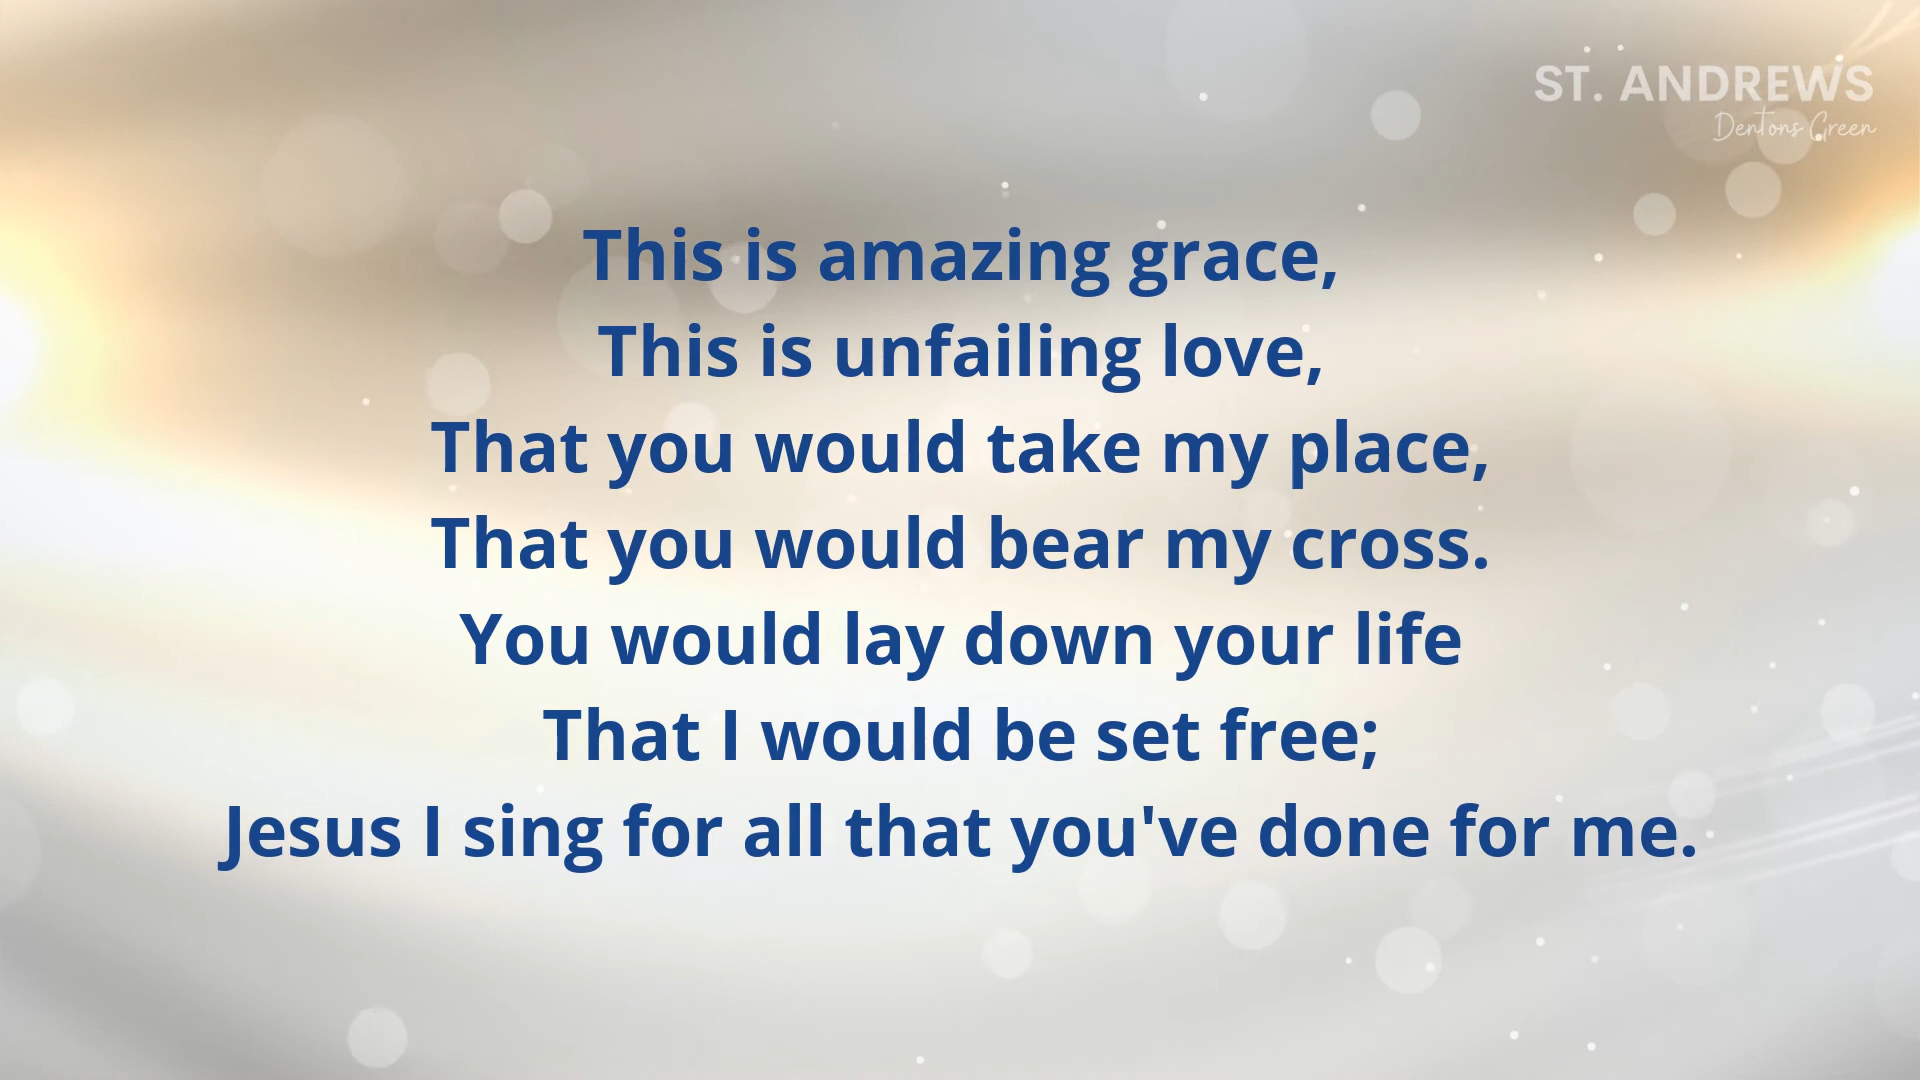 ST. ANDREWS
Dentons Green
This is amazing grace,
This is unfailing love,
That you would take my place,
That you would bear my cross.
You would lay down your life
That I would be set free;
Jesus I sing for all that you've done for me.